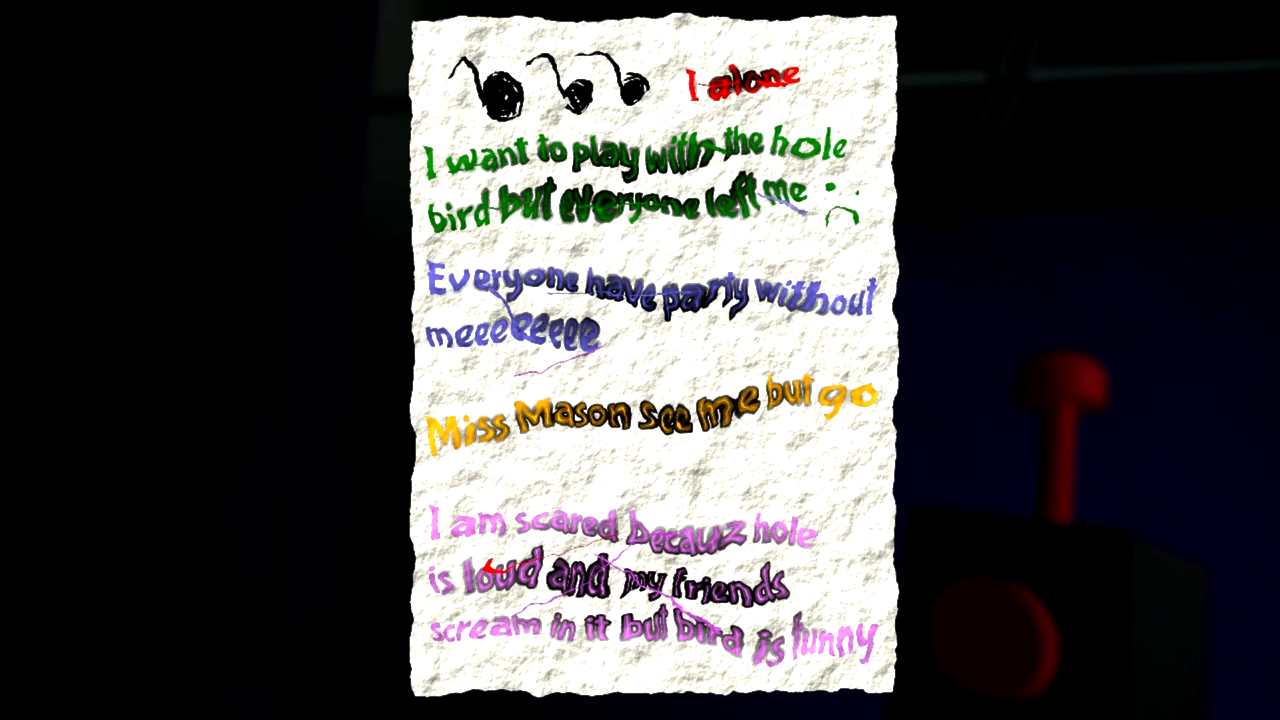 I alone
I want to play with the hole
bird but everyone left me :(
Everyone have party without
meeeeeeeee
Miss Mason see me but go
I am scared becauz hole
is loud and my friends
scream in it but bird is funny